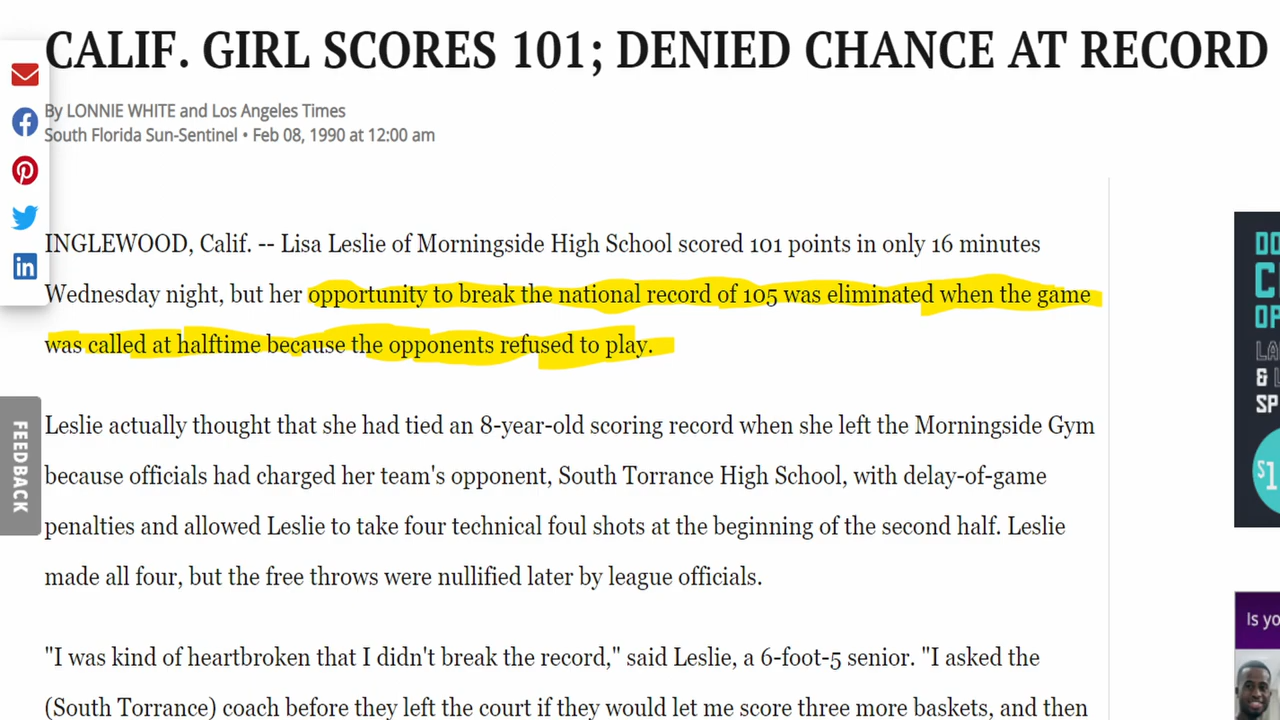 CALIF. GIRL SCORES 101; DENIED CHANCE AT RECORD
By LONNIE WHITE and Los Angeles Times
South Florida Sun-Sentinel • Feb 08, 1990 at 12:00 am
INGLEWOOD, Calif. -- Lisa Leslie of Morningside High School scored 101 points in only 16 minutes
Wednesday night, but her opportunity to break the national record of 105 was eliminated when the game
was called at halftime because the opponents refused to play.
Leslie actually thought that she had tied an 8-year-old scoring record when she left the Morningside Gym
because officials had charged her team's opponent, South Torrance High School, with delay-of-game
penalties and allowed Leslie to take four technical foul shots at the beginning of the second half. Leslie
made all four, but the free throws were nullified later by league officials.
"I was kind of heartbroken that I didn't break the record," said Leslie, a 6-foot-5 senior. "I asked the
(South Torrance) coach before they left the court if they would let me score three more baskets, and then
FEEDBACK
in
&
$1
Is